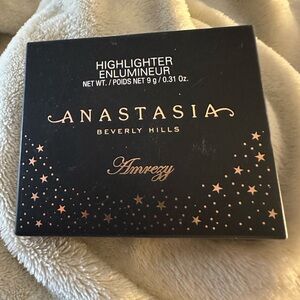 HIGHLIGHTER
ENLUMINEUR
NET WT. / POIDS NET 9 g / 0.31 Oz.
ANASTASIA
BEVERLY HILLS
Amrezy